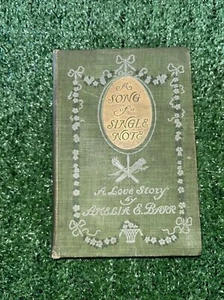 A
SONG
OF A
SINGLE
NOTE
A Love Story
by
AMELIA E. BARR